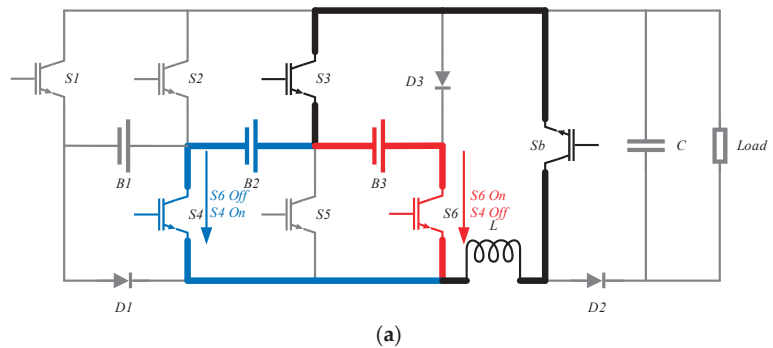 S1
S2
S3
D3
Sb
C
Load
B1
B2
B3
S4
S6 Off
S4 On
S5
S6
S6 On
S4 Off
L
D1
D2
(a)